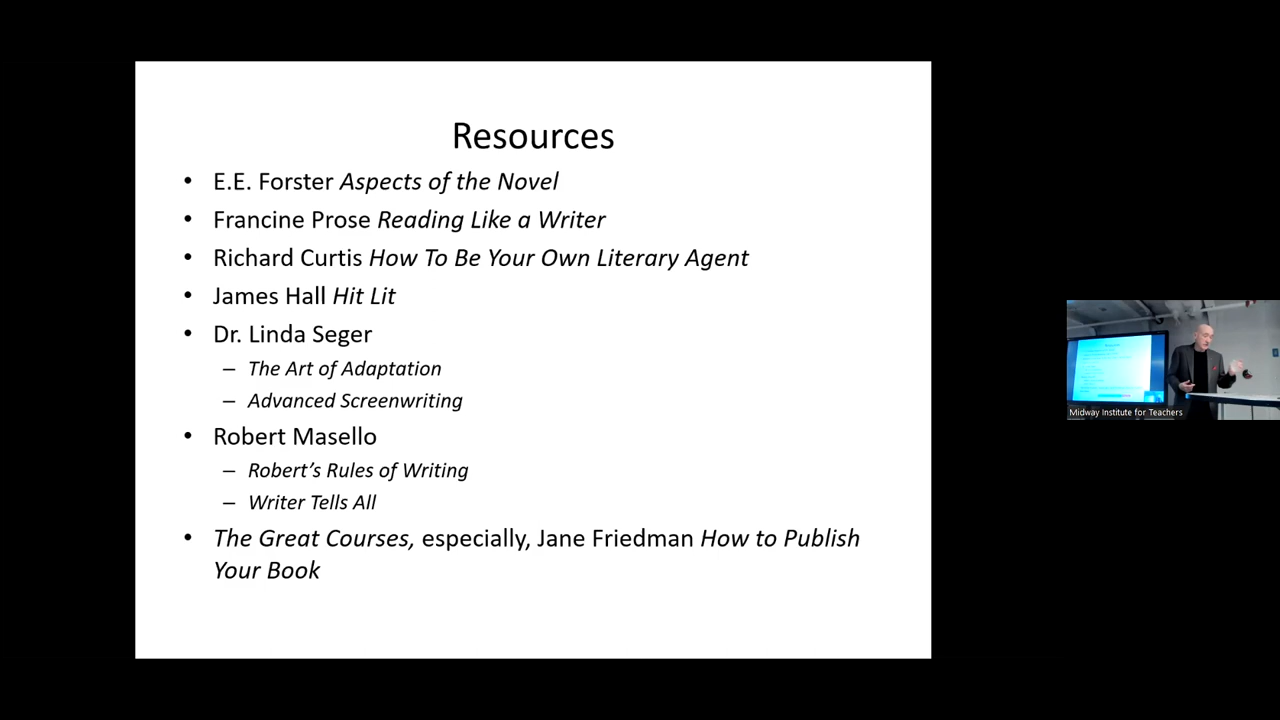 Resources
• E.E. Forster Aspects of the Novel
• Francine Prose Reading Like a Writer
• Richard Curtis How To Be Your Own Literary Agent
• James Hall Hit Lit
• Dr. Linda Seger
– The Art of Adaptation
– Advanced Screenwriting
• Robert Masello
– Robert’s Rules of Writing
– Writer Tells All
• The Great Courses, especially, Jane Friedman How to Publish
Your Book
Midway Institute for Teachers